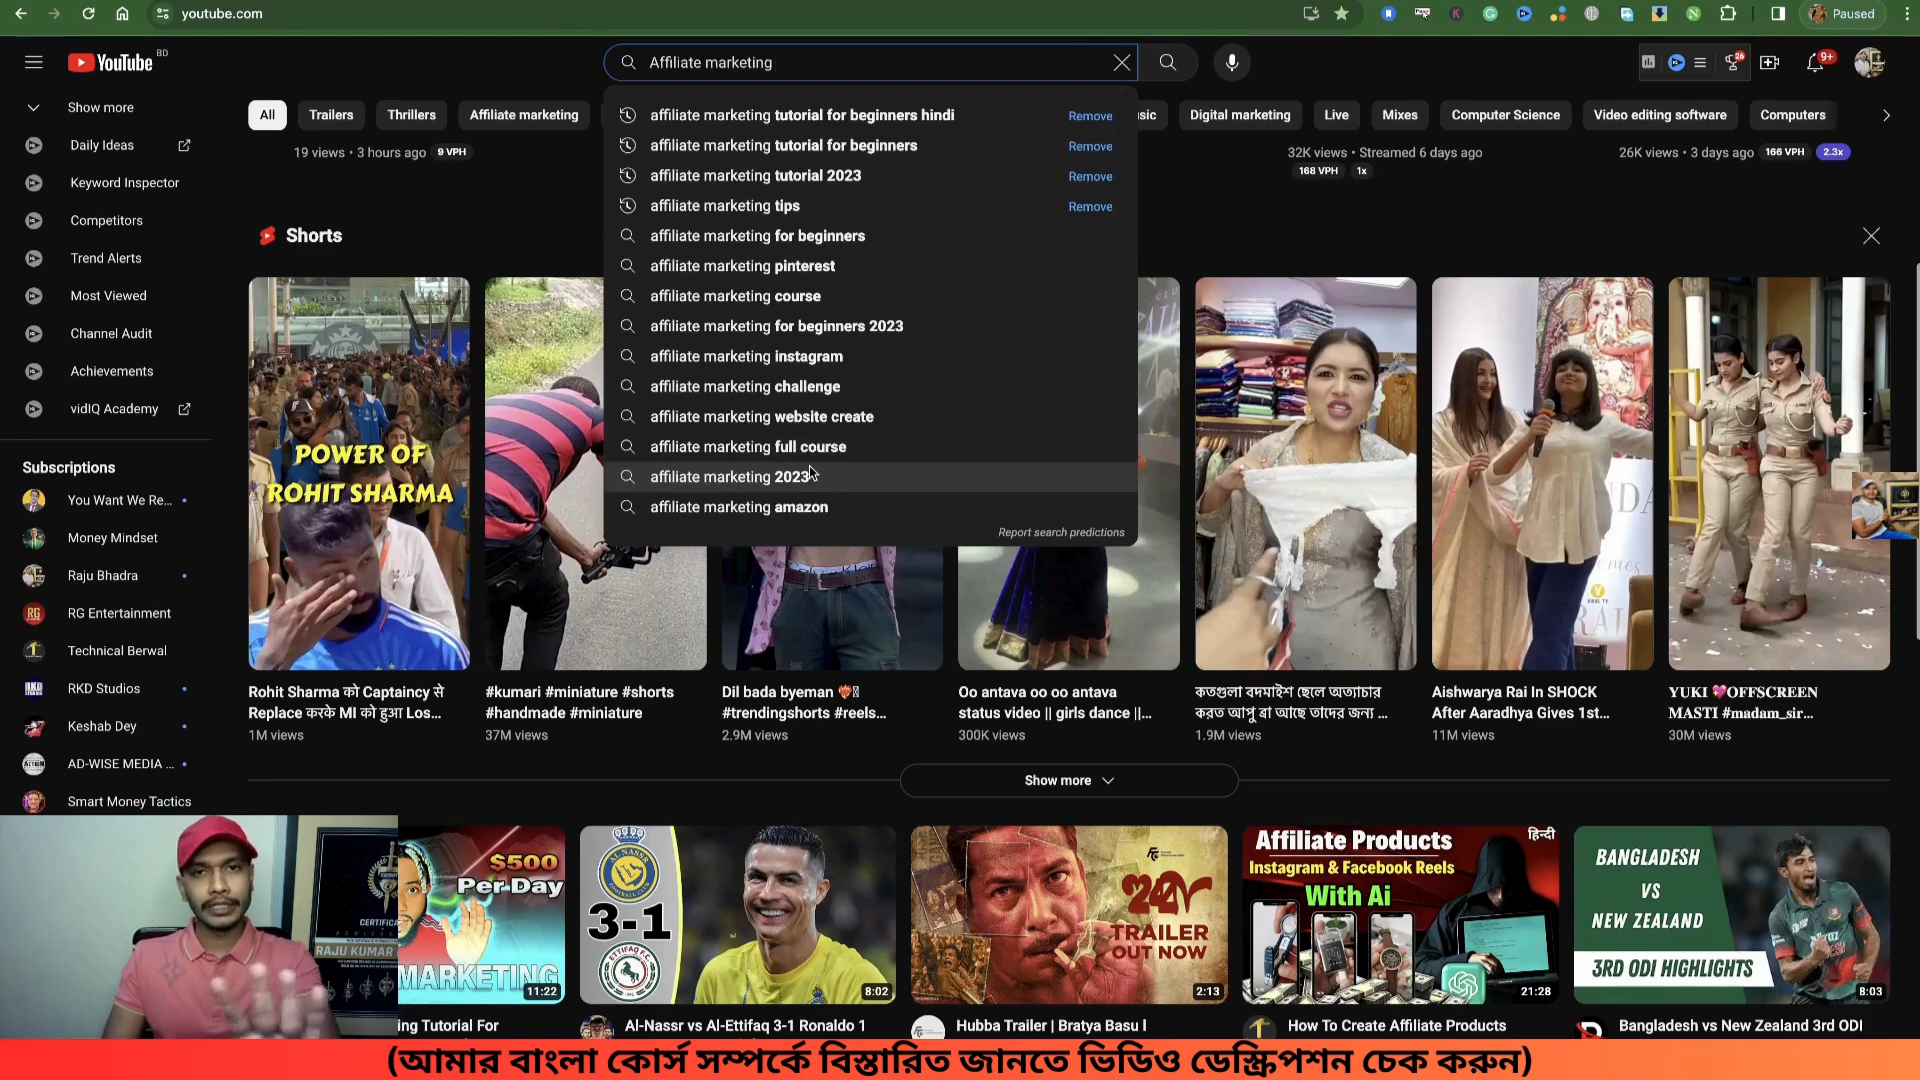 youtube.com
Paused
YouTube BD
Affiliate marketing
26
9+
Show more
Daily Ideas
Keyword Inspector
Competitors
Trend Alerts
Most Viewed
Channel Audit
Achievements
vidIQ Academy
Subscriptions
You Want We Re...
Money Mindset
Raju Bhadra
RG Entertainment
Technical Berwal
RKD Studios
Keshab Dey
AD-WISE MEDIA ...
Smart Money Tactics
All
Trailers
Thrillers
Affiliate marketing
Digital marketing
Live
Mixes
Computer Science
Video editing software
Computers
19 views • 3 hours ago 9 VPH
32K views • Streamed 6 days ago
168 VPH 1x
26K views • 3 days ago 166 VPH 2.3x
affiliate marketing tutorial for beginners hindi Remove
affiliate marketing tutorial for beginners Remove
affiliate marketing tutorial 2023 Remove
affiliate marketing tips Remove
affiliate marketing for beginners
affiliate marketing pinterest
affiliate marketing course
affiliate marketing for beginners 2023
affiliate marketing instagram
affiliate marketing challenge
affiliate marketing website create
affiliate marketing full course
affiliate marketing 2023
affiliate marketing amazon
Report search predictions
Shorts
POWER OF
ROHIT SHARMA
Rohit Sharma को Captaincy से
Replace करके MI को हुआ Los...
1M views
#kumari #miniature #shorts
#handmade #miniature
37M views
Dil bada byeman
#trendingshorts #reels...
2.9M views
Oo antava oo oo antava
status video || girls dance ||...
300K views
কতগুলা বদমাইশ ছেলে অত্যাচার
করত আপু ব্রা আছে তাদের জন্য ...
1.9M views
Aishwarya Rai In SHOCK
After Aaradhya Gives 1st...
11M views
YUKI 💖OFFSCREEN
MASTI #madam_sir...
30M views
Show more
CERTIFICA
RAJU KUMAR
$500
Per Day
MARKETING
11:22
AL NASSR
3-1
ETTIFAQ F.C
8:02
হুব্বা
TRAILER
OUT NOW
2:13
Affiliate Products
हिन्दी
Instagram & Facebook Reels
With Ai
21:28
BANGLADESH
VS
NEW ZEALAND
3RD ODI HIGHLIGHTS
8:03
ing Tutorial For
Al-Nassr vs Al-Ettifaq 3-1 Ronaldo 1
Hubba Trailer | Bratya Basu l
How To Create Affiliate Products
Bangladesh vs New Zealand 3rd ODI
(আমার বাংলা কোর্স সম্পর্কে বিস্তারিত জানতে ভিডিও ডেস্ক্রিপশন চেক করুন)